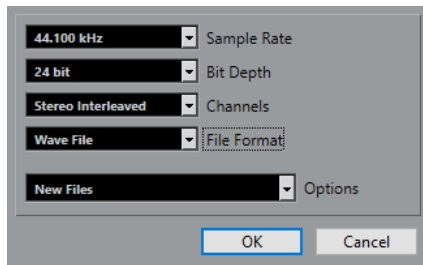 44.100 kHz Sample Rate
24 bit Bit Depth
Stereo Interleaved Channels
Wave File File Format
New Files Options
OK Cancel